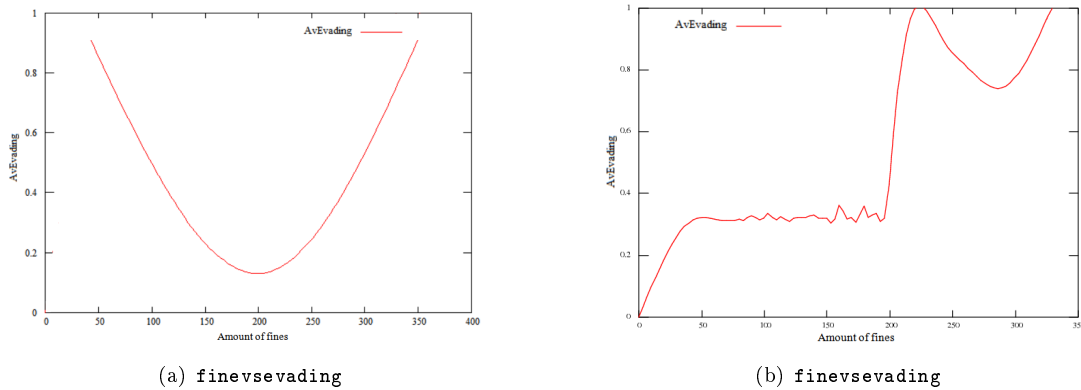 1
0.8
0.6
0.4
0.2
0
AvEvading
AvEvading
0 50 100 150 200 250 300 350 400
Amount of fines
(a) finevsevading
1
0.8
0.6
0.4
0.2
0
AvEvading
AvEvading
0 50 100 150 200 250 300 35
Amount of fines
(b) finevsevading